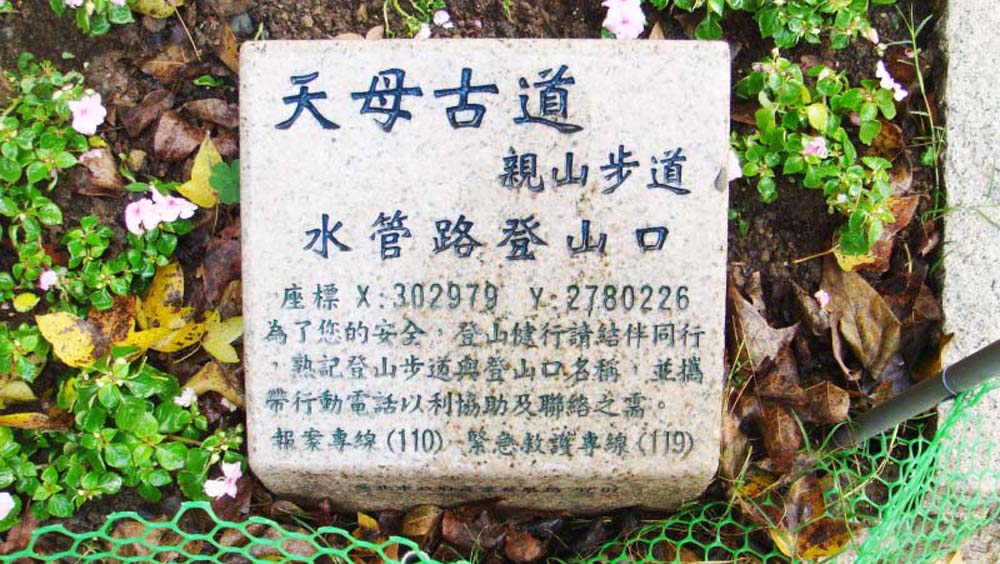 天母古道
親山步道
水管路登山口
座標 X:302979 Y:2780226
為了您的安全，登山健行請結伴同行
，熟記登山步道與登山口名稱，並攜
帶行動電話以利協助及聯絡之需。
報案專線(110) 緊急救護專線(119)